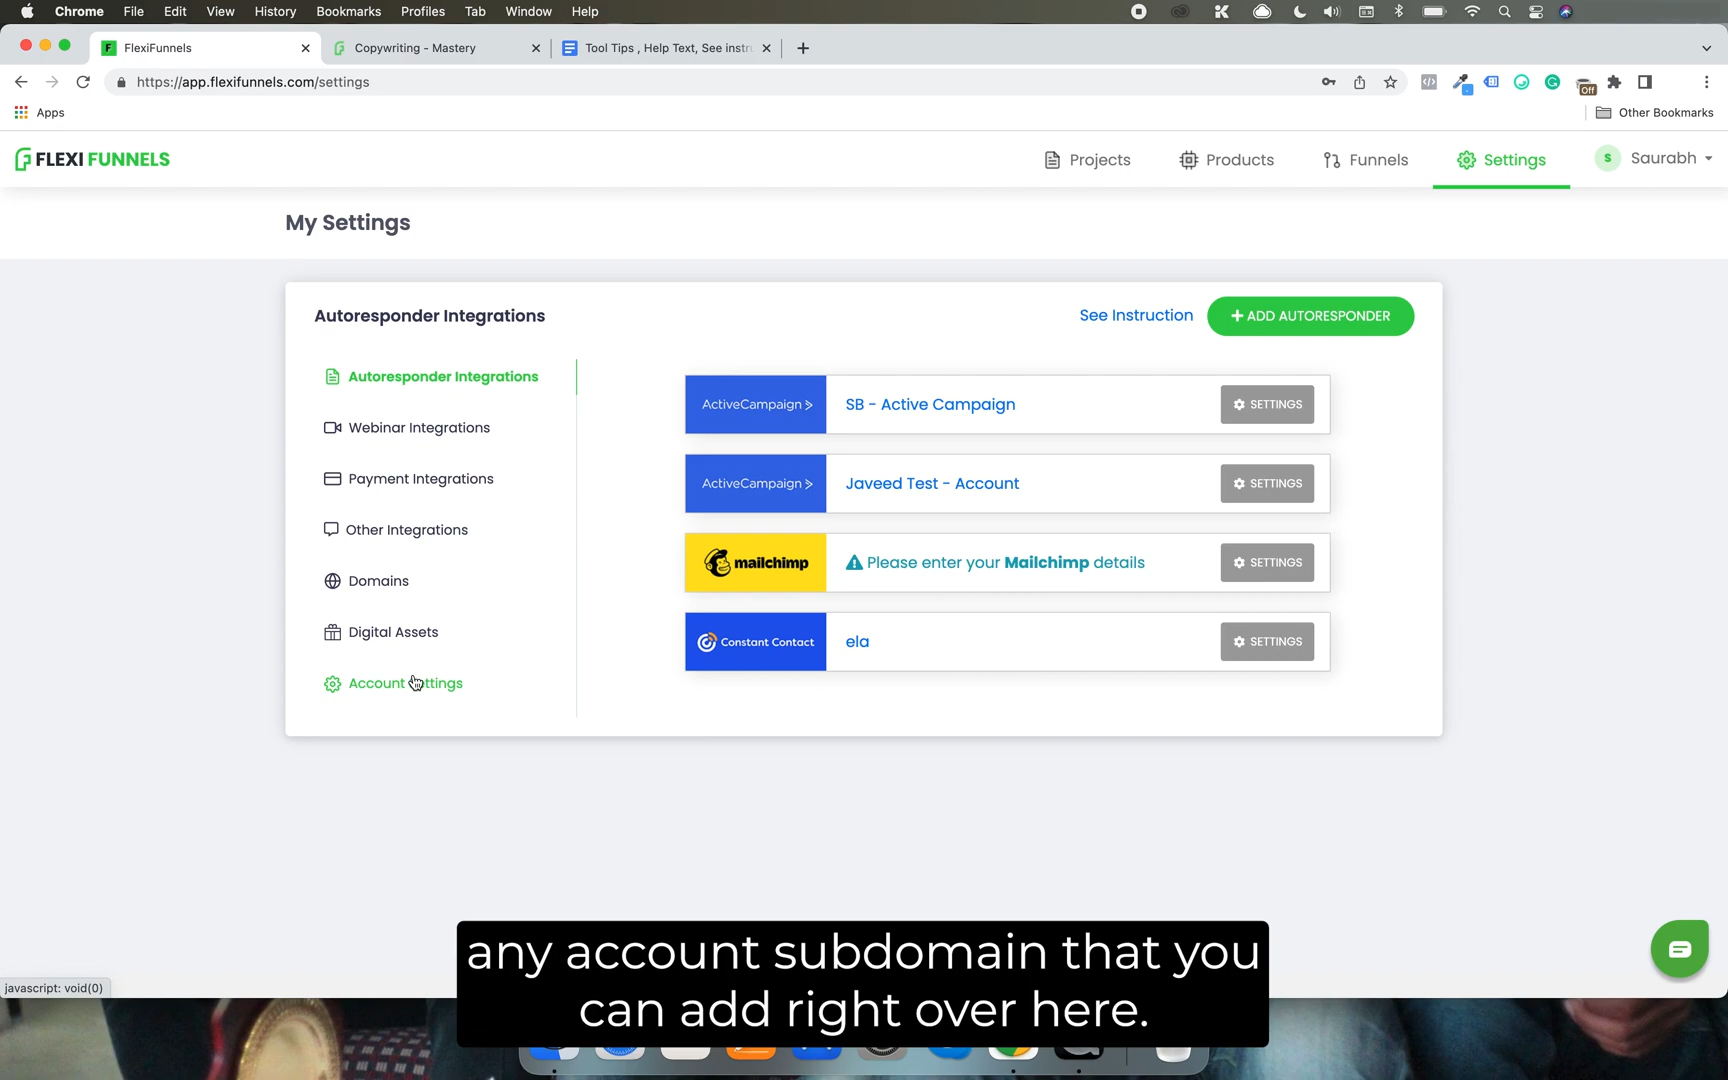 Chrome File Edit View History Bookmarks Profiles Tab Window Help
FlexiFunnels
Copywriting - Mastery
Tool Tips , Help Text, See instr
https://app.flexifunnels.com/settings
Off
Apps
Other Bookmarks
FLEXI FUNNELS
Projects
Products
Funnels
Settings
S
Saurabh
My Settings
Autoresponder Integrations
See Instruction
+ ADD AUTORESPONDER
Autoresponder Integrations
Webinar Integrations
Payment Integrations
Other Integrations
Domains
Digital Assets
Account Settings
ActiveCampaign >
SB - Active Campaign
SETTINGS
ActiveCampaign >
Javeed Test - Account
SETTINGS
mailchimp
Please enter your Mailchimp details
SETTINGS
Constant Contact
ela
SETTINGS
any account subdomain that you
can add right over here.
javascript: void(0)